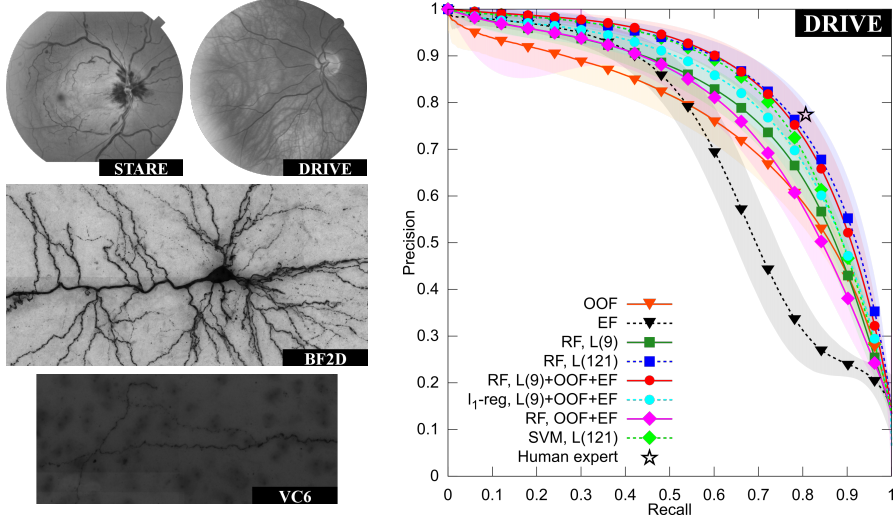 STARE
DRIVE
BF2D
VC6
DRIVE
Precision
1
0.9
0.8
0.7
0.6
0.5
0.4
0.3
0.2
0.1
0
OOF
EF
RF, L(9)
RF, L(121)
RF, L(9)+OOF+EF
l₁-reg, L(9)+OOF+EF
RF, OOF+EF
SVM, L(121)
Human expert
0 0.1 0.2 0.3 0.4 0.5 0.6 0.7 0.8 0.9 1
Recall